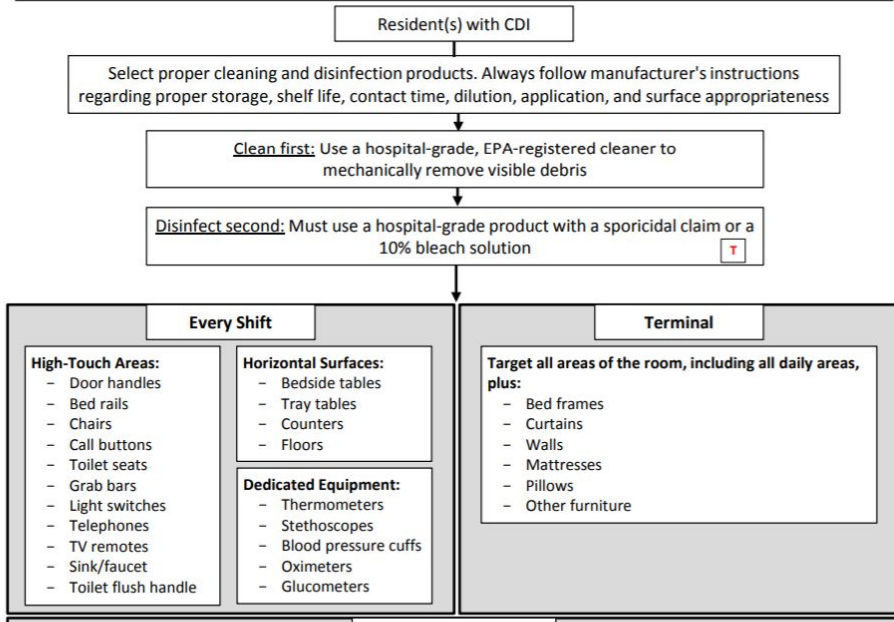 Resident(s) with CDI
Select proper cleaning and disinfection products. Always follow manufacturer's instructions
regarding proper storage, shelf life, contact time, dilution, application, and surface appropriateness
Clean first: Use a hospital-grade, EPA-registered cleaner to
mechanically remove visible debris
Disinfect second: Must use a hospital-grade product with a sporicidal claim or a
10% bleach solution
T
Every Shift
High-Touch Areas:
− Door handles
− Bed rails
− Chairs
− Call buttons
− Toilet seats
− Grab bars
− Light switches
− Telephones
− TV remotes
− Sink/faucet
− Toilet flush handle
Horizontal Surfaces:
− Bedside tables
− Tray tables
− Counters
− Floors
Dedicated Equipment:
− Thermometers
− Stethoscopes
− Blood pressure cuffs
− Oximeters
− Glucometers
Terminal
Target all areas of the room, including all daily areas,
plus:
− Bed frames
− Curtains
− Walls
− Mattresses
− Pillows
− Other furniture